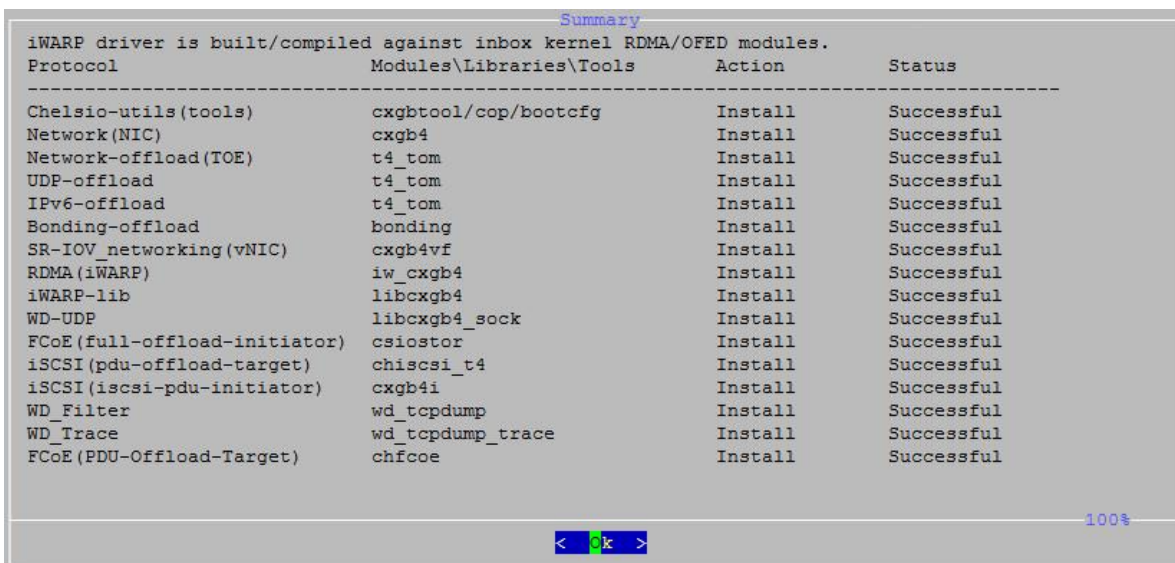 Summary
iWARP driver is built/compiled against inbox kernel RDMA/OFED modules.
Protocol Modules\Libraries\Tools Action Status
------------------------------------------------------------------------------------------
Chelsio-utils(tools) cxgbtool/cop/bootcfg Install Successful
Network(NIC) cxgb4 Install Successful
Network-offload(TOE) t4_tom Install Successful
UDP-offload t4_tom Install Successful
IPv6-offload t4_tom Install Successful
Bonding-offload bonding Install Successful
SR-IOV_networking(vNIC) cxgb4vf Install Successful
RDMA(iWARP) iw_cxgb4 Install Successful
iWARP-lib libcxgb4 Install Successful
WD-UDP libcxgb4_sock Install Successful
FCoE(full-offload-initiator) csiostor Install Successful
iSCSI(pdu-offload-target) chiscsi_t4 Install Successful
iSCSI(iscsi-pdu-initiator) cxgb4i Install Successful
WD_Filter wd_tcpdump Install Successful
WD_Trace wd_tcpdump_trace Install Successful
FCoE(PDU-Offload-Target) chfcoe Install Successful
100%
< Ok >